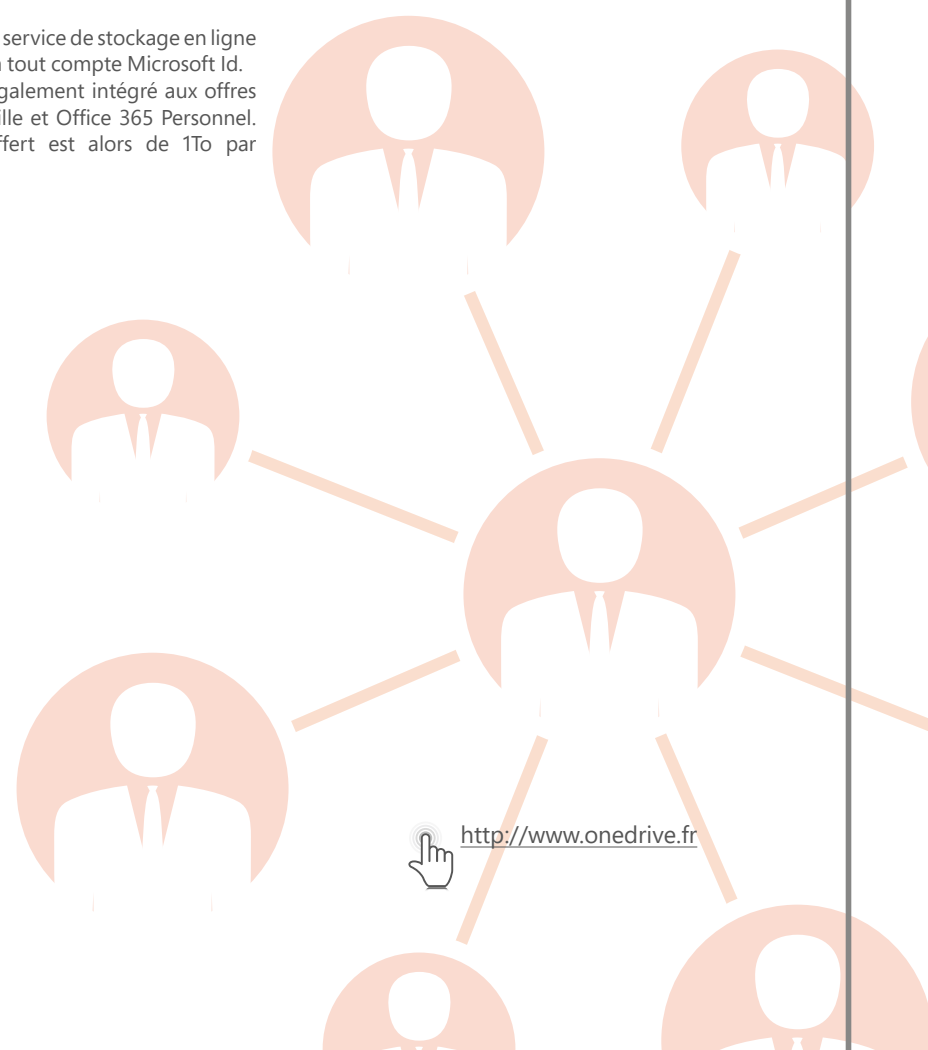 service de stockage en ligne
tout compte Microsoft Id.
également intégré aux offres
ille et Office 365 Personnel.
ffert est alors de 1To par
http://www.onedrive.fr